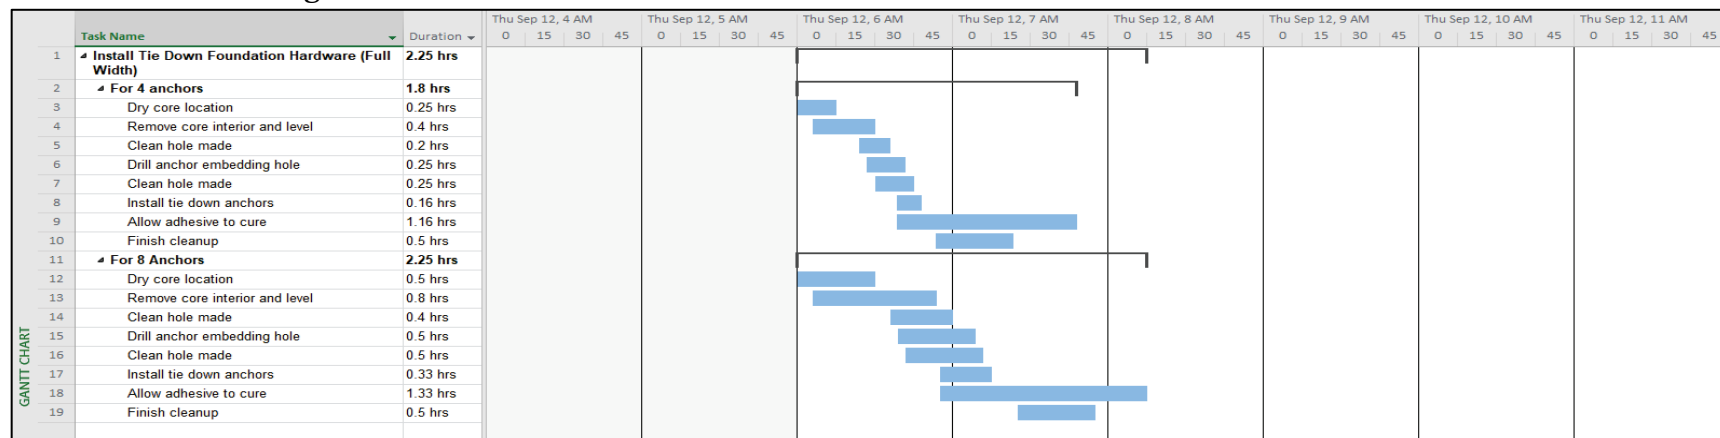 Thu Sep 12, 4 AM Thu Sep 12, 5 AM Thu Sep 12, 6 AM Thu Sep 12, 7 AM Thu Sep 12, 8 AM Thu Sep 12, 9 AM Thu Sep 12, 10 AM Thu Sep 12, 11 AM
Task Name Duration 0 15 30 45 0 15 30 45 0 15 30 45 0 15 30 45 0 15 30 45 0 15 30 45 0 15 30 45 0 15 30 45
1 Install Tie Down Foundation Hardware (Full 2.25 hrs
Width)
2 For 4 anchors 1.8 hrs
3 Dry core location 0.25 hrs
4 Remove core interior and level 0.4 hrs
5 Clean hole made 0.2 hrs
6 Drill anchor embedding hole 0.25 hrs
7 Clean hole made 0.25 hrs
8 Install tie down anchors 0.16 hrs
9 Allow adhesive to cure 1.16 hrs
10 Finish cleanup 0.5 hrs
11 For 8 Anchors 2.25 hrs
12 Dry core location 0.5 hrs
13 Remove core interior and level 0.8 hrs
14 Clean hole made 0.4 hrs
15 Drill anchor embedding hole 0.5 hrs
16 Clean hole made 0.5 hrs
17 Install tie down anchors 0.33 hrs
18 Allow adhesive to cure 1.33 hrs
19 Finish cleanup 0.5 hrs
GANTT CHART